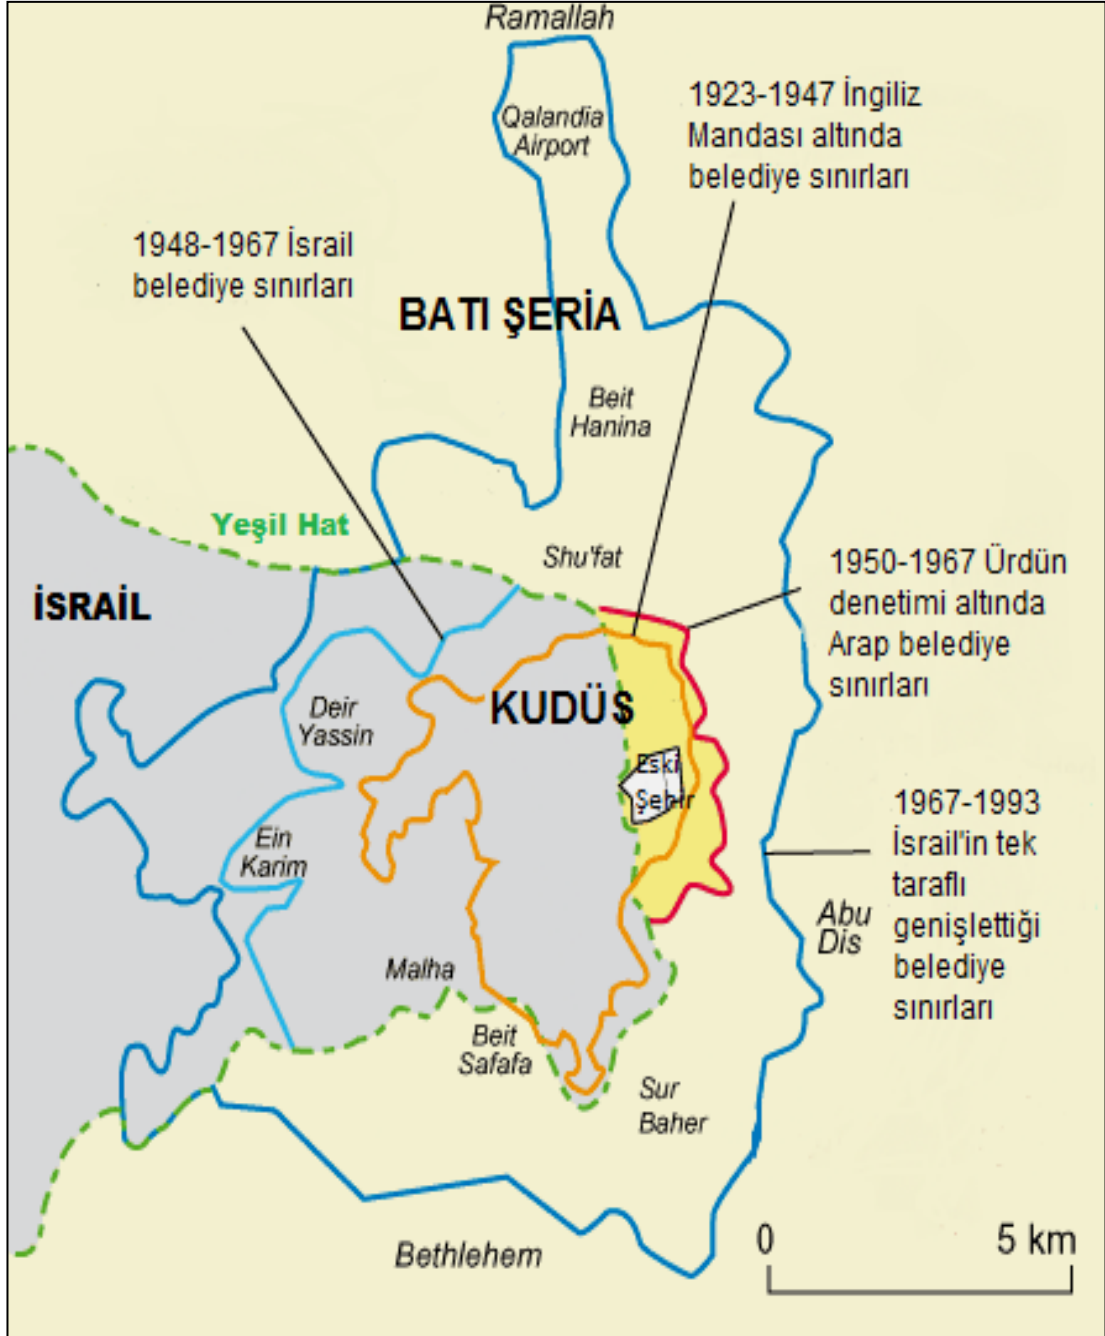 Ramallah
Qalandia
Airport
1923-1947 İngiliz
Mandası altında
belediye sınırları
1948-1967 İsrail
belediye sınırları
BATI ŞERİA
Beit
Hanina
Yeşil Hat
Shu'fat
1950-1967 Ürdün
denetimi altında
Arap belediye
sınırları
İSRAİL
KUDÜS
Deir
Yassin
Eski
Şehir
1967-1993
İsrail'in tek
taraflı
genişlettiği
belediye
sınırları
Ein
Karim
Abu
Dis
Malha
Beit
Safafa
Sur
Baher
Bethlehem
0 5 km